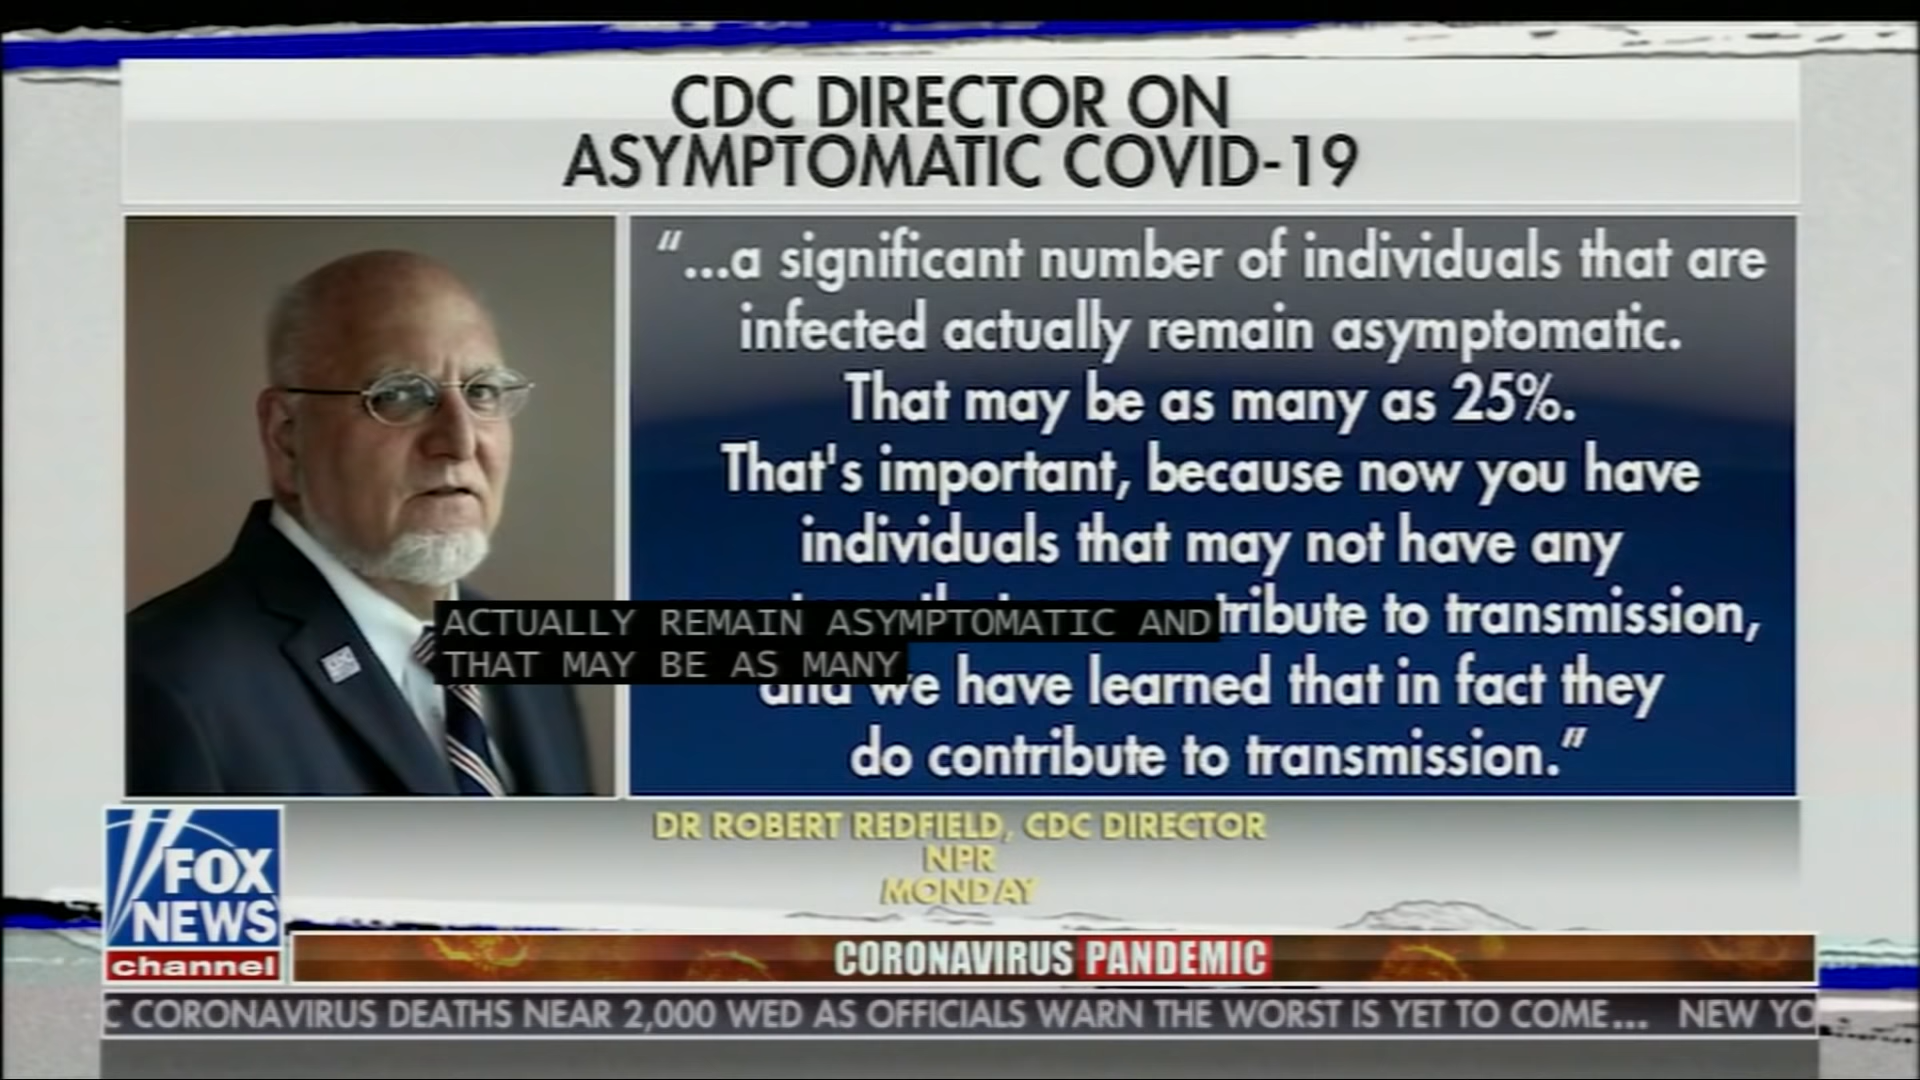 CDC DIRECTOR ON
ASYMPTOMATIC COVID-19
“...a significant number of individuals that are
infected actually remain asymptomatic.
That may be as many as 25%.
That's important, because now you have
individuals that may not have any
tribute to transmission,
ACTUALLY REMAIN ASYMPTOMATIC AND
THAT MAY BE AS MANY
and we have learned that in fact they
do contribute to transmission.”
DR ROBERT REDFIELD, CDC DIRECTOR
NPR
MONDAY
FOX
NEWS
channel
CORONAVIRUS PANDEMIC
C CORONAVIRUS DEATHS NEAR 2,000 WED AS OFFICIALS WARN THE WORST IS YET TO COME... NEW YO